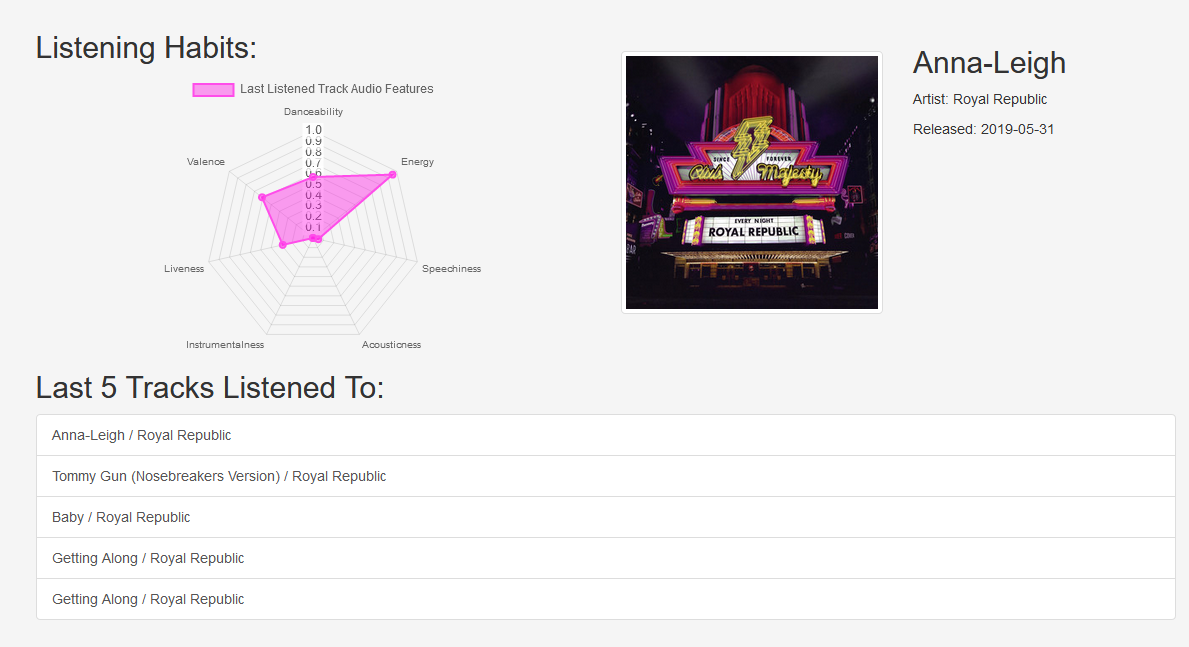 Listening Habits:
Last Listened Track Audio Features
Danceability
1.0
0.9
0.8
0.7
0.6
0.5
0.4
0.3
0.2
0.1
Energy
Valence
Speechiness
Liveness
Acousticness
Instrumentalness
SINCE FOREVER
Club Majesty
EVERY NIGHT
ROYAL REPUBLIC
Anna-Leigh
Artist: Royal Republic
Released: 2019-05-31
Last 5 Tracks Listened To:
Anna-Leigh / Royal Republic
Tommy Gun (Nosebreakers Version) / Royal Republic
Baby / Royal Republic
Getting Along / Royal Republic
Getting Along / Royal Republic